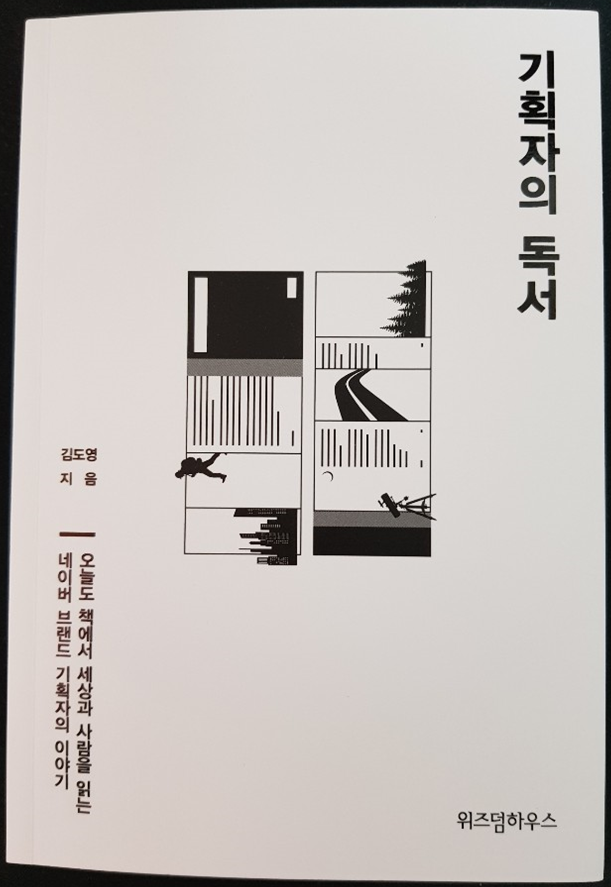 기획자의 독서
김도영
지 음
오늘도 책에서 세상과 사람을 읽는
네이버 브랜드 기획자의 이야기
위즈덤하우스